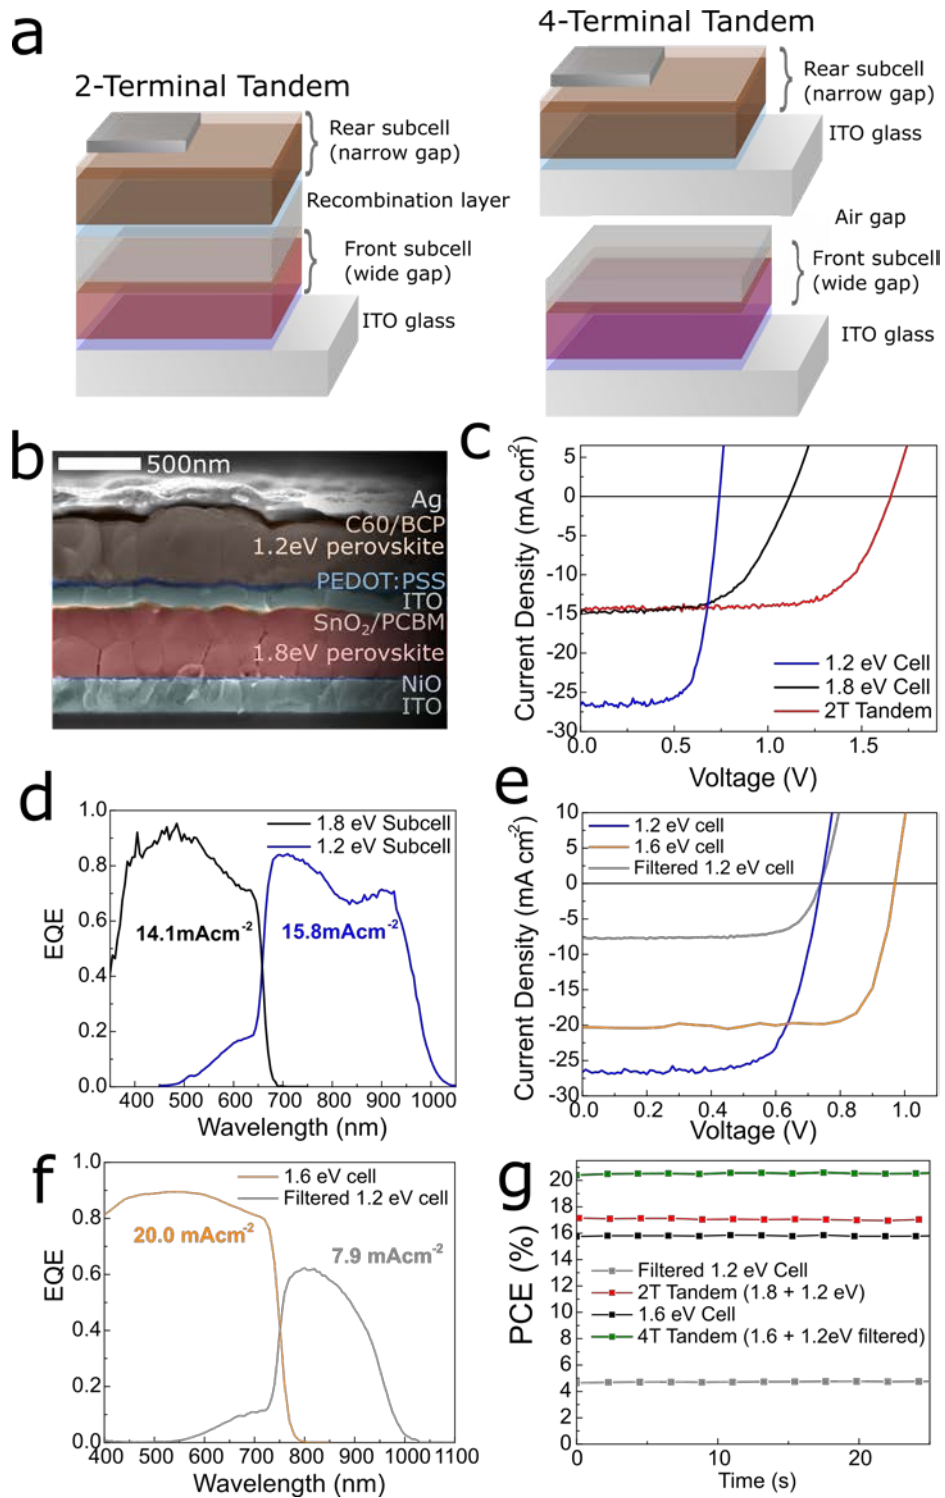 a
2-Terminal Tandem
Rear subcell
(narrow gap)
Recombination layer
Front subcell
(wide gap)
ITO glass
4-Terminal Tandem
Rear subcell
(narrow gap)
ITO glass
Air gap
Front subcell
(wide gap)
ITO glass
b
500nm
Ag
C60/BCP
1.2eV perovskite
PEDOT:PSS
ITO
SnO₂/PCBM
1.8eV perovskite
NiO
ITO
c
Current Density (mA cm⁻²)
5
0
-5
-10
-15
-20
-25
-30
0.0
0.5
1.0
1.5
Voltage (V)
1.2 eV Cell
1.8 eV Cell
2T Tandem
d
EQE
1.0
0.8
0.6
0.4
0.2
0.0
400 500 600 700 800 900 1000
Wavelength (nm)
1.8 eV Subcell
1.2 eV Subcell
14.1mAcm⁻²
15.8mAcm⁻²
e
Current Density (mA cm⁻²)
10
5
0
-5
-10
-15
-20
-25
-30
0.0 0.2 0.4 0.6 0.8 1.0
Voltage (V)
1.2 eV cell
1.6 eV cell
Filtered 1.2 eV cell
f
EQE
1.0
0.8
0.6
0.4
0.2
0.0
400 500 600 700 800 900 1000 1100
Wavelength (nm)
1.6 eV cell
Filtered 1.2 eV cell
20.0 mAcm⁻²
7.9 mAcm⁻²
g
PCE (%)
20
18
16
14
12
10
8
6
4
2
0
0
10
20
Time (s)
Filtered 1.2 eV Cell
2T Tandem (1.8 + 1.2 eV)
1.6 eV Cell
4T Tandem (1.6 + 1.2eV filtered)